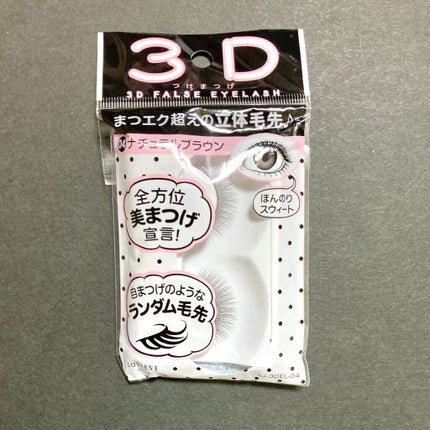 3D
つけまつげ
3D FALSE EYELASH
まつエク超えの立体毛先♪
04 ナチュラルブラウン
ほんのり
スウィート
全方位
美まつげ
宣言!
自まつげのような
ランダム毛先